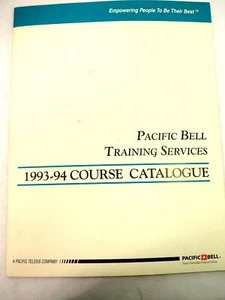 Empowering People To Be Their Best™
PACIFIC BELL
TRAINING SERVICES
1993-94 COURSE CATALOGUE
A PACIFIC TELESIS COMPANY
PACIFIC BELL